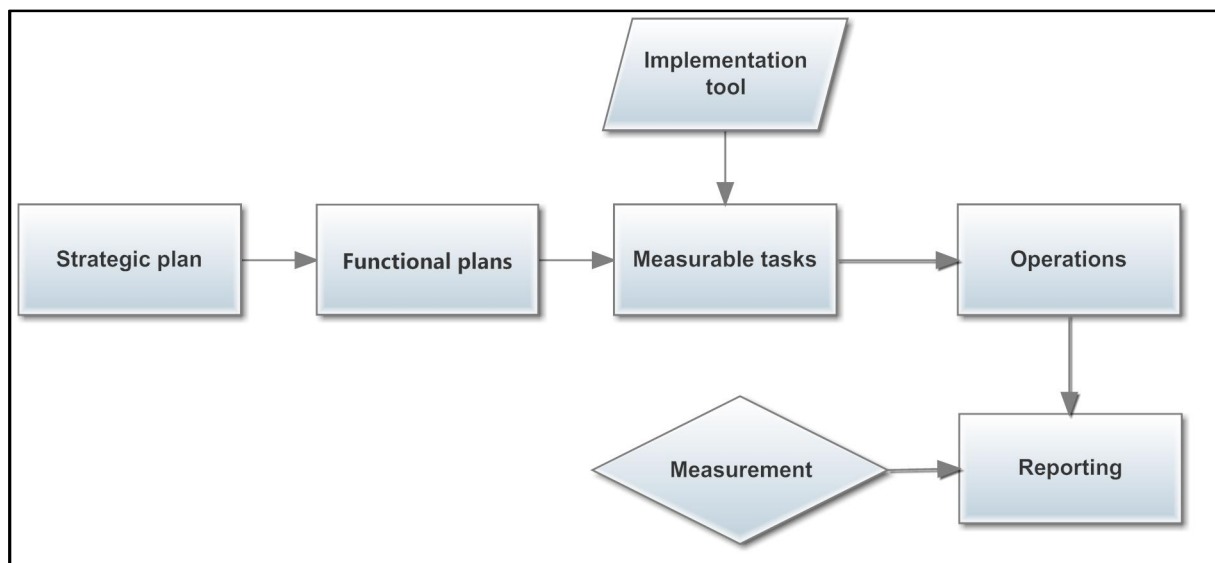 Implementation
tool
Strategic plan
Functional plans
Measurable tasks
Operations
Measurement
Reporting